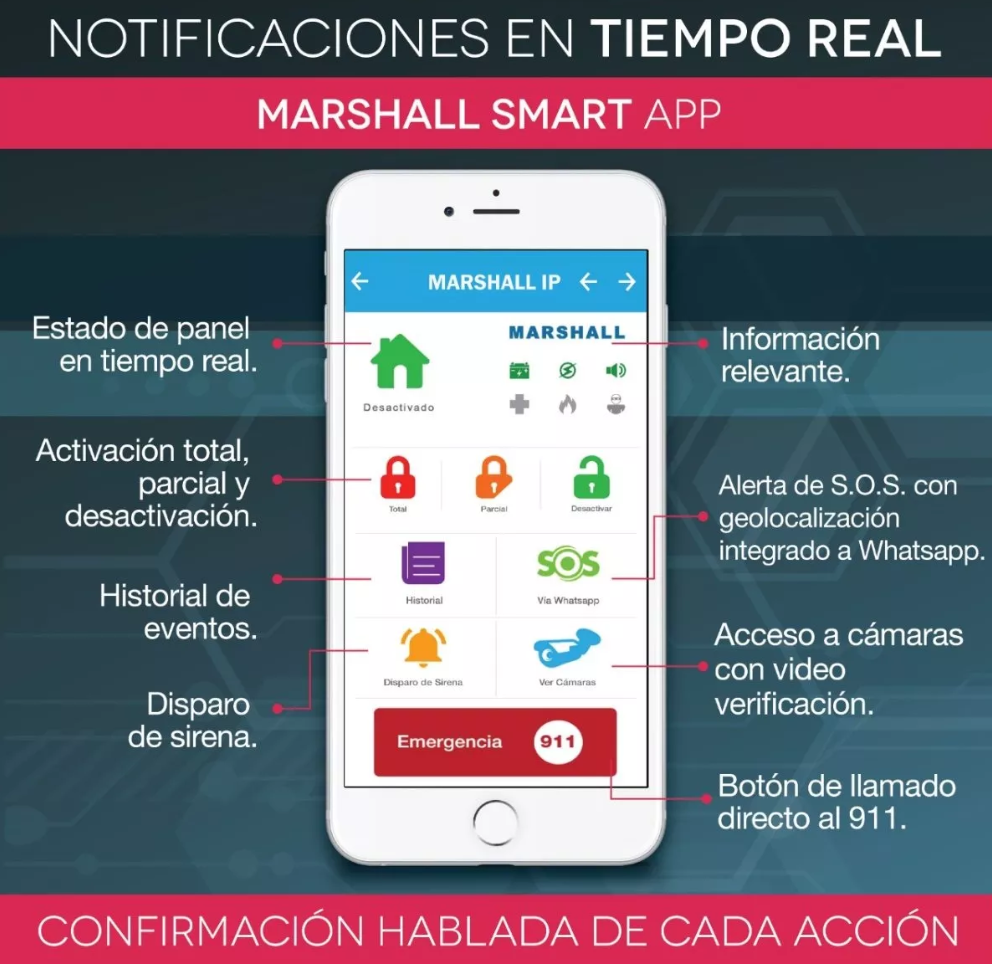 NOTIFICACIONES EN TIEMPO REAL
MARSHALL SMART APP
MARSHALL IP
Estado de panel
en tiempo real.
MARSHALL
Desactivado
Información
relevante.
Activación total,
parcial y
desactivación.
Total
Parcial
Desactivar
Alerta de S.O.S. con
geolocalización
integrado a Whatsapp.
Historial de
eventos.
Historial
SOS
Via Whatsapp
Disparo
de sirena.
Disparo de Sirena
Ver Cámaras
Acceso a cámaras
con video
verificación.
Emergencia 911
Botón de llamado
directo al 911.
CONFIRMACIÓN HABLADA DE CADA ACCIÓN